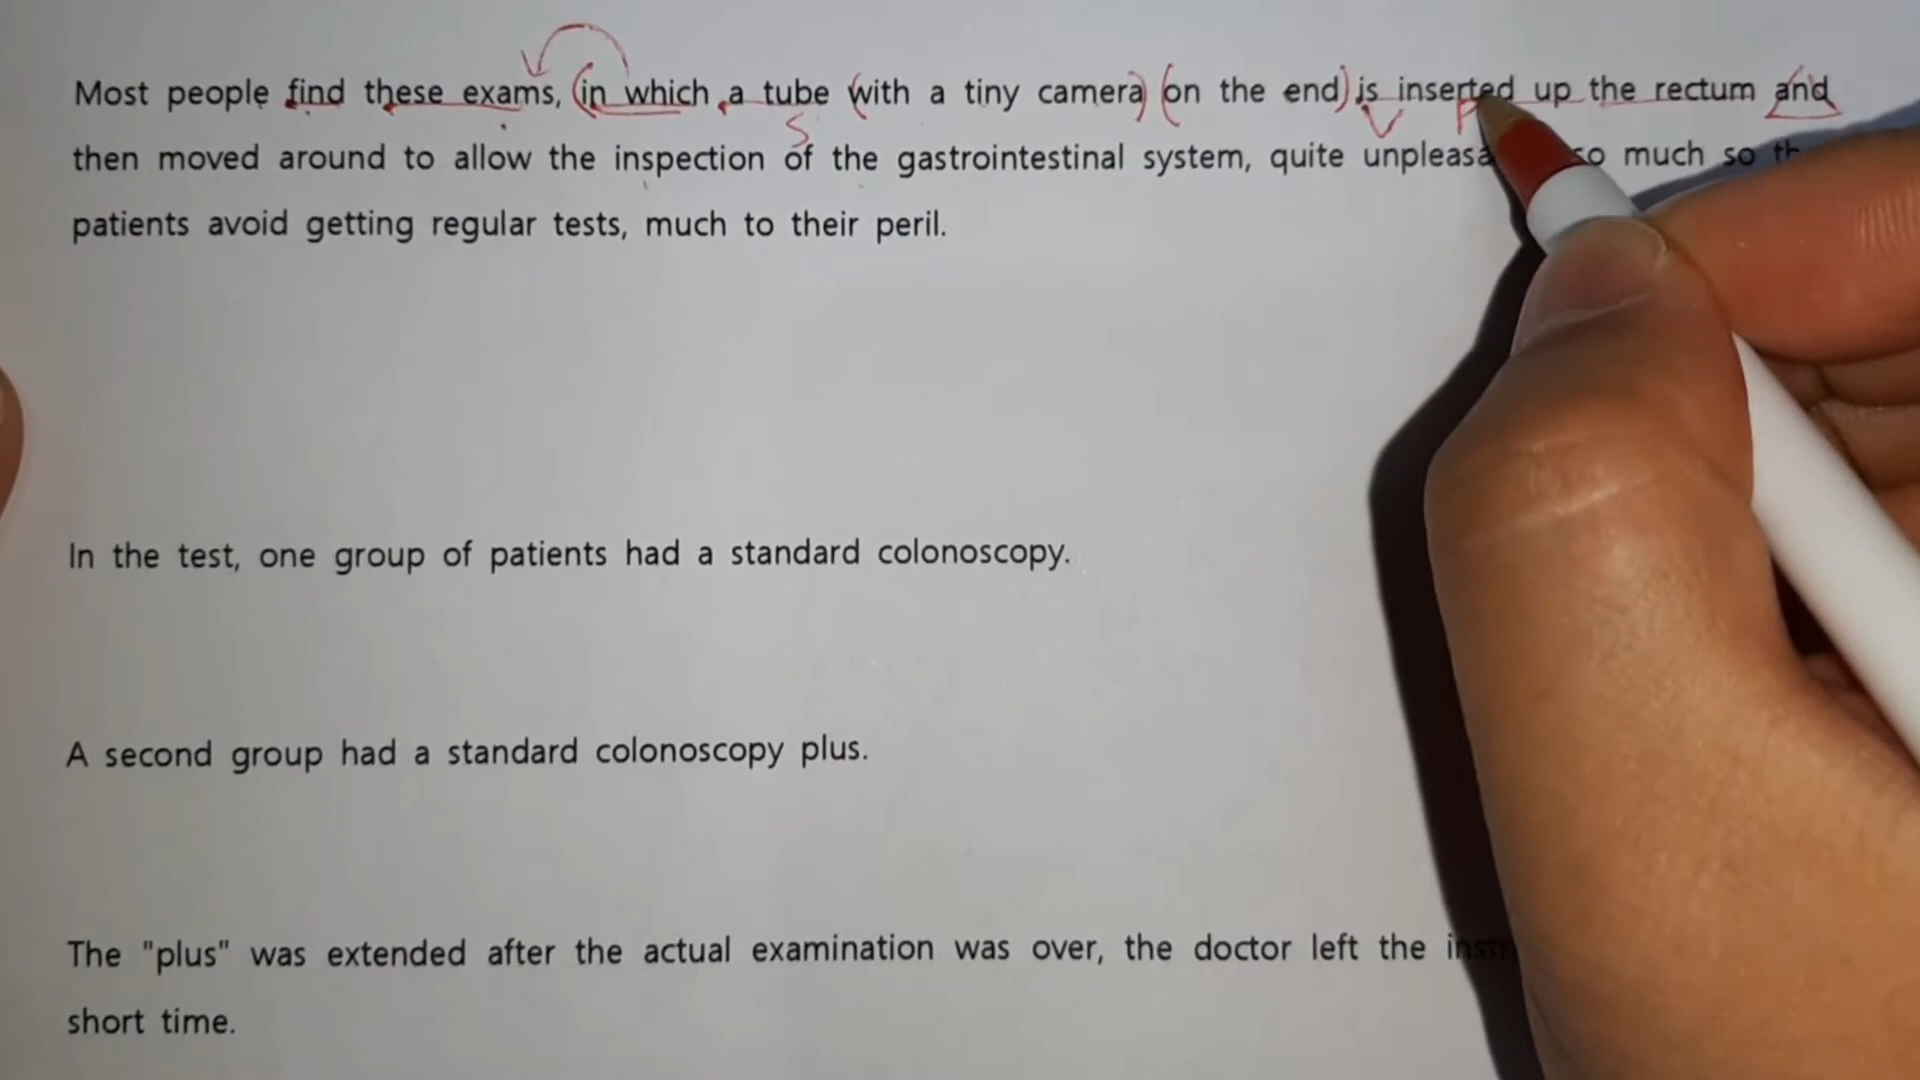 Most people find these exams, (in which a tube (with a tiny camera) (on the end) is inserted up the rectum and
S V P
then moved around to allow the inspection of the gastrointestinal system, quite so much so
patients avoid getting regular tests, much to their peril.
In the test, one group of patients had a standard colonoscopy.
A second group had a standard colonoscopy plus.
The "plus" was extended after the actual examination was over, the doctor left the
short time.